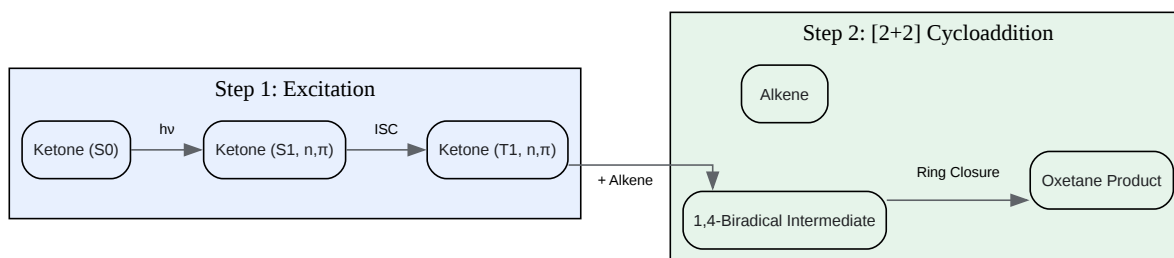 Step 1: Excitation
Ketone (S0)
hν
Ketone (S1, n,π)
ISC
Ketone (T1, n,π)
+ Alkene
Step 2: [2+2] Cycloaddition
Alkene
1,4-Biradical Intermediate
Ring Closure
Oxetane Product